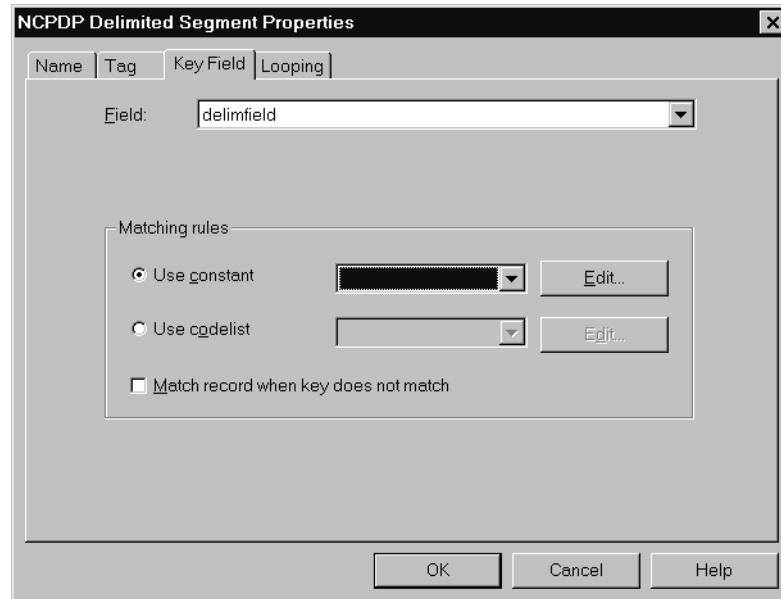 NCPDP Delimited Segment Properties
Name Tag Key Field Looping
Field: delimfield
Matching rules
Use constant Edit...
Use codelist Edit...
Match record when key does not match
OK Cancel Help